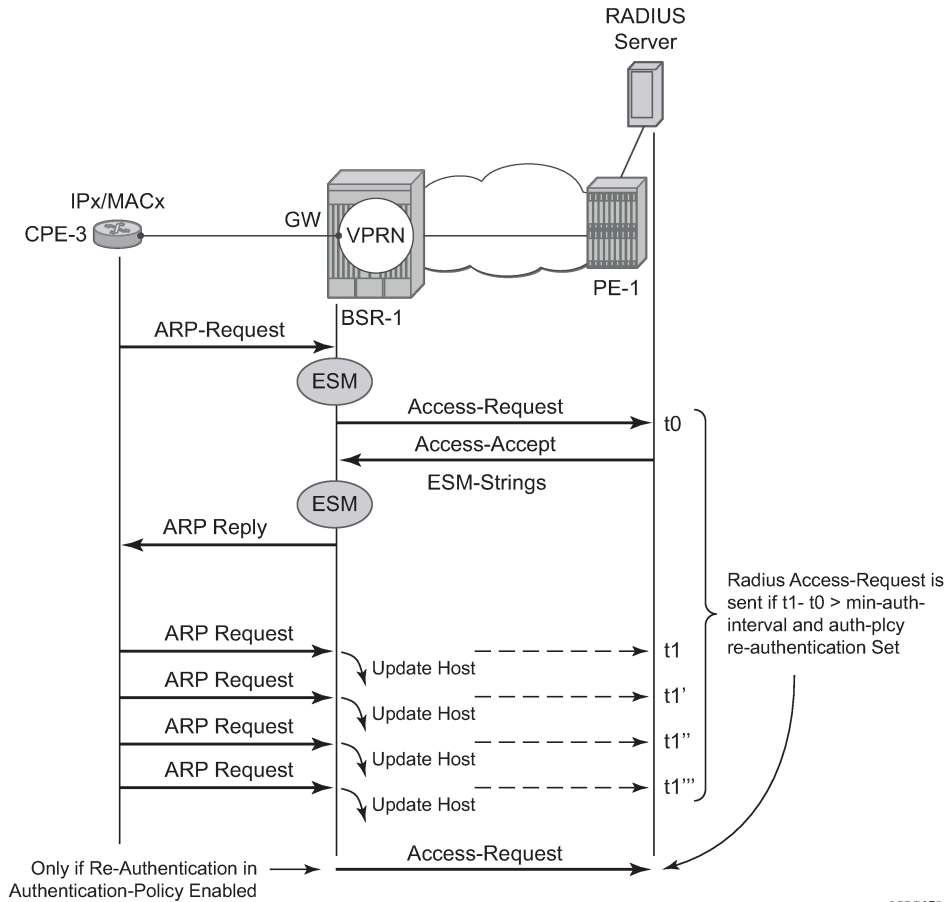 RADIUS
Server
IPx/MACx
CPE-3
GW
VPRN
BSR-1
PE-1
ARP-Request
ESM
Access-Request
t0
Access-Accept
ESM-Strings
ESM
ARP Reply
Radius Access-Request is
sent if t1- t0 > min-auth-
interval and auth-plcy
re-authentication Set
ARP Request
Update Host
t1
ARP Request
Update Host
t1'
ARP Request
Update Host
t1''
ARP Request
Update Host
t1'''
Access-Request
Only if Re-Authentication in
Authentication-Policy Enabled